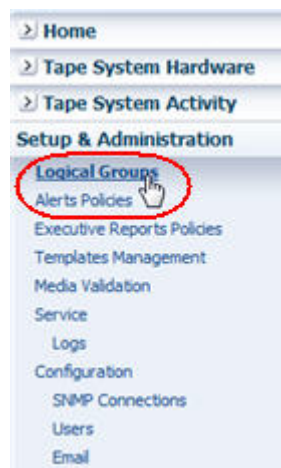 Home
Tape System Hardware
Tape System Activity
Setup & Administration
Logical Groups
Alerts Policies
Executive Reports Policies
Templates Management
Media Validation
Service
Logs
Configuration
SNMP Connections
Users
Email